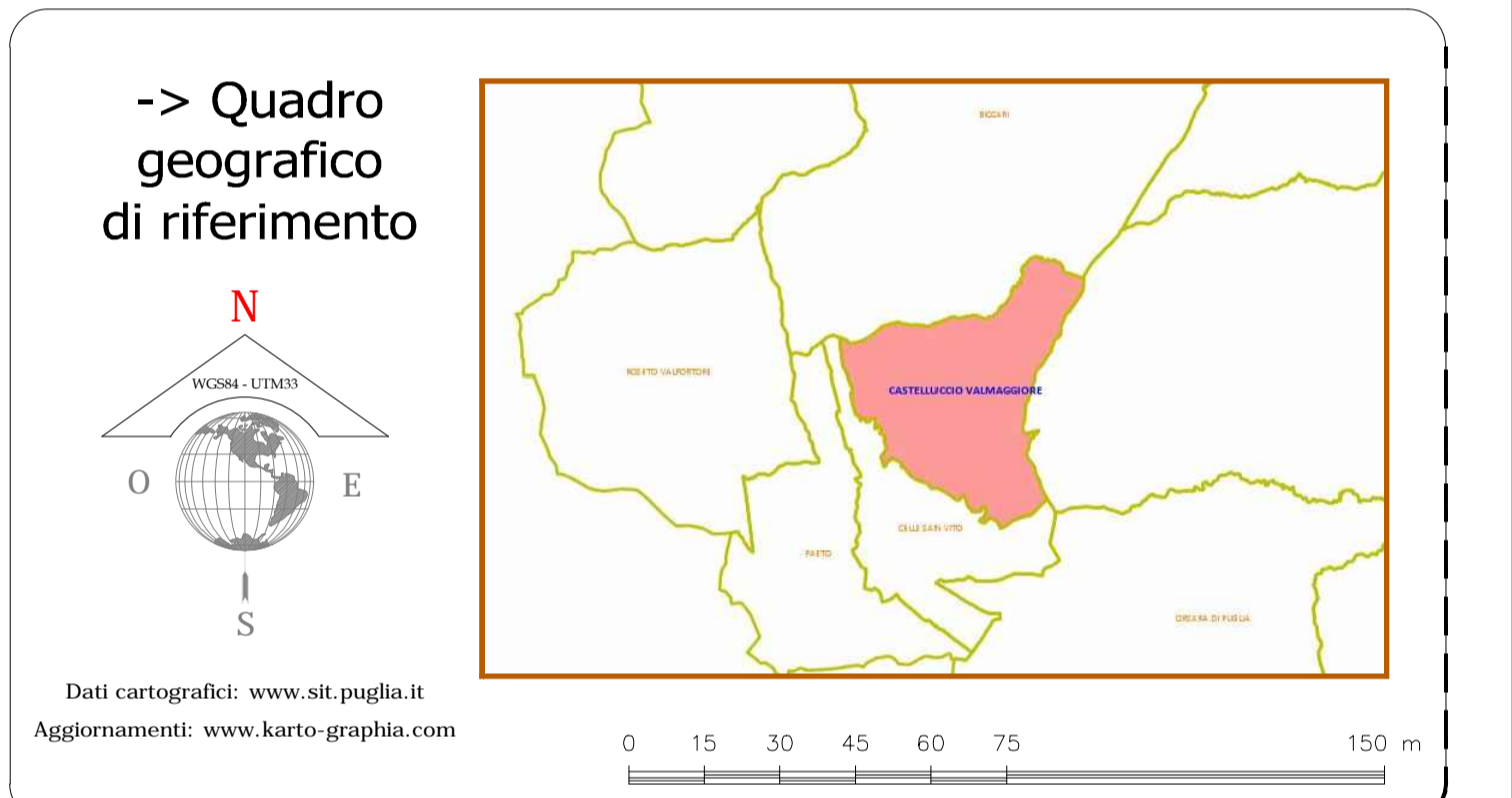 -> Quadro
geografico
di riferimento
N
WGS84 - UTM33
O
E
S
Dati cartografici: www.sit.puglia.it
Aggiornamenti: www.karto-graphia.com
BICCARI
ROSETO VALFORTORE
CASTELLUCCIO VALMAGGIORE
CELLE SAN VITO
FAETO
ORSARA DI PUGLIA
0 15 30 45 60 75 150 m